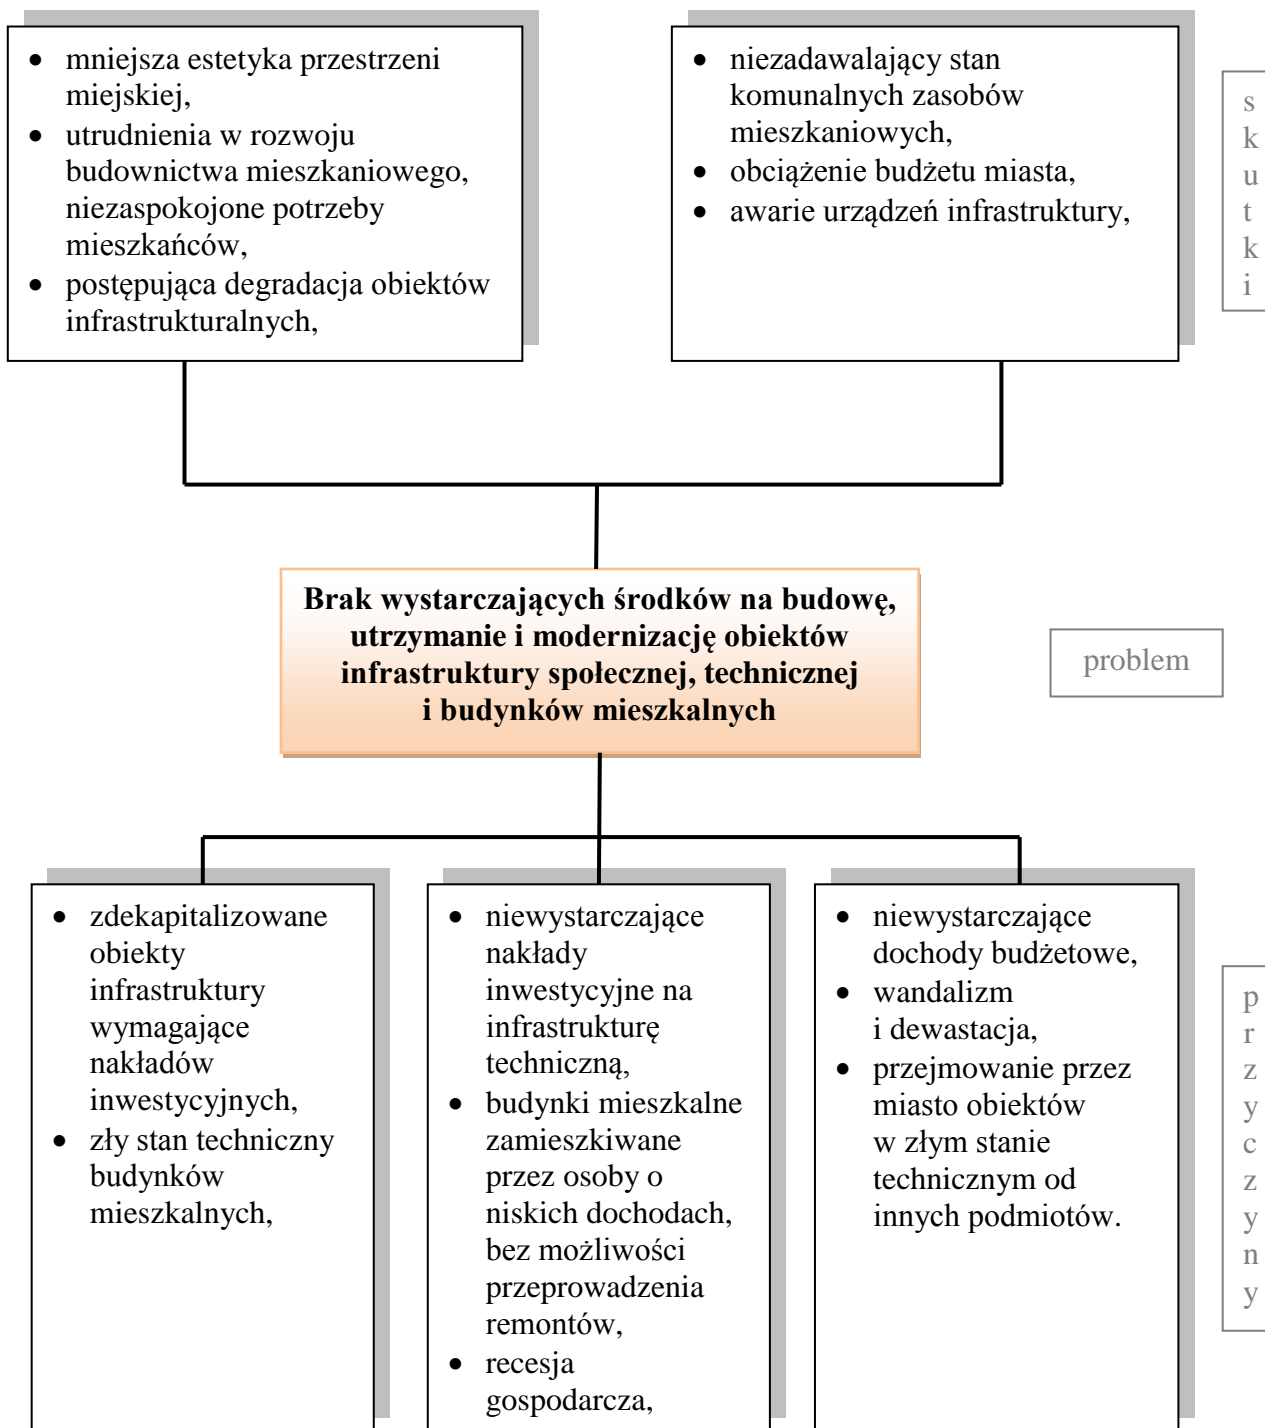 • mniejsza estetyka przestrzeni
miejskiej,
• utrudnienia w rozwoju
budownictwa mieszkaniowego,
niezaspokojone potrzeby
mieszkańców,
• postępująca degradacja obiektów
infrastrukturalnych,
• niezadawalający stan
komunalnych zasobów
mieszkaniowych,
• obciążenie budżetu miasta,
• awarie urządzeń infrastruktury,
s
k
u
t
k
i
Brak wystarczających środków na budowę,
utrzymanie i modernizację obiektów
infrastruktury społecznej, technicznej
i budynków mieszkalnych
problem
• zdekapitalizowane
obiekty
infrastruktury
wymagające
nakładów
inwestycyjnych,
• zły stan techniczny
budynków
mieszkalnych,
• niewystarczające
nakłady
inwestycyjne na
infrastrukturę
techniczną,
• budynki mieszkalne
zamieszkiwane
przez osoby o
niskich dochodach,
bez możliwości
przeprowadzenia
remontów,
• recesja
gospodarcza,
• niewystarczające
dochody budżetowe,
• wandalizm
i dewastacja,
• przejmowanie przez
miasto obiektów
w złym stanie
technicznym od
innych podmiotów.
p
r
z
y
c
z
y
n
y